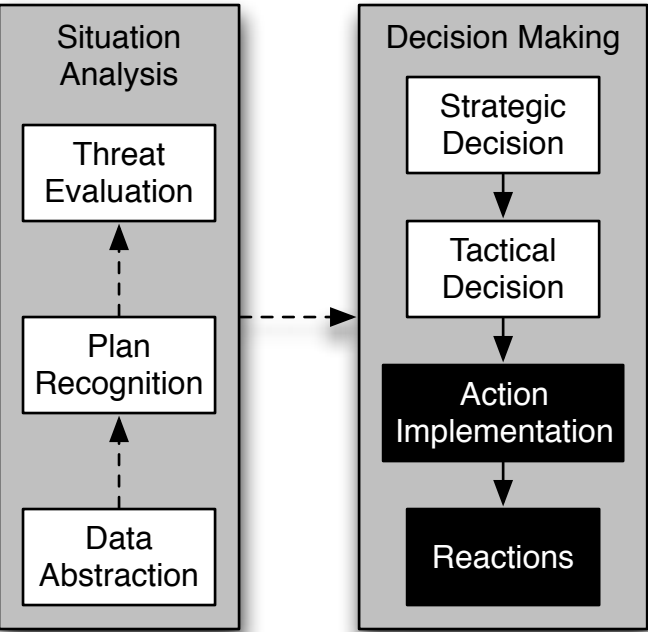 Situation
Analysis
Threat
Evaluation
Plan
Recognition
Data
Abstraction
Decision Making
Strategic
Decision
Tactical
Decision
Action
Implementation
Reactions